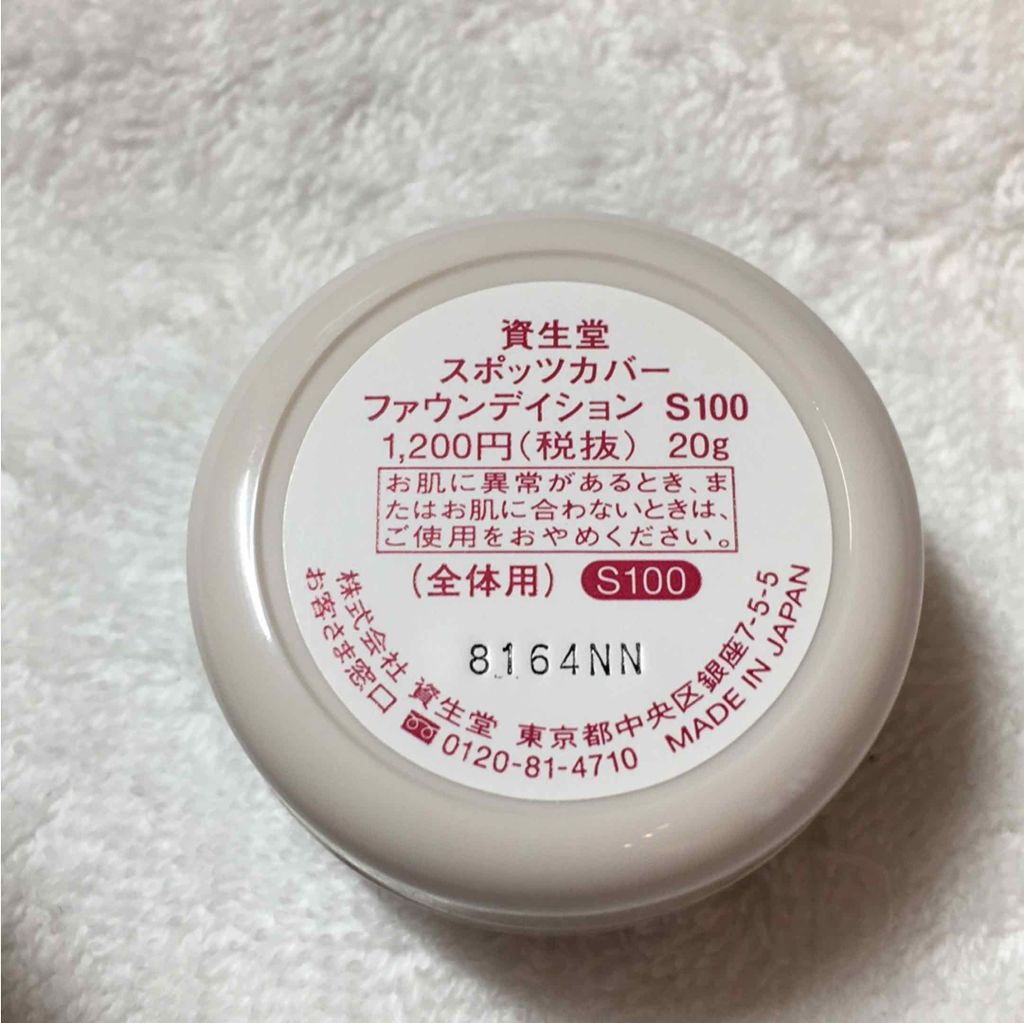 資生堂
スポッツカバー
ファウンデイション S100
1,200円(税抜) 20g
お肌に異常があるとき、ま
たはお肌に合わないときは、
ご使用をおやめください。
(全体用) S100
8164NN
株式会社 資生堂 東京都中央区銀座7-5-5
お客さま窓口 0120-81-4710 MADE IN JAPAN